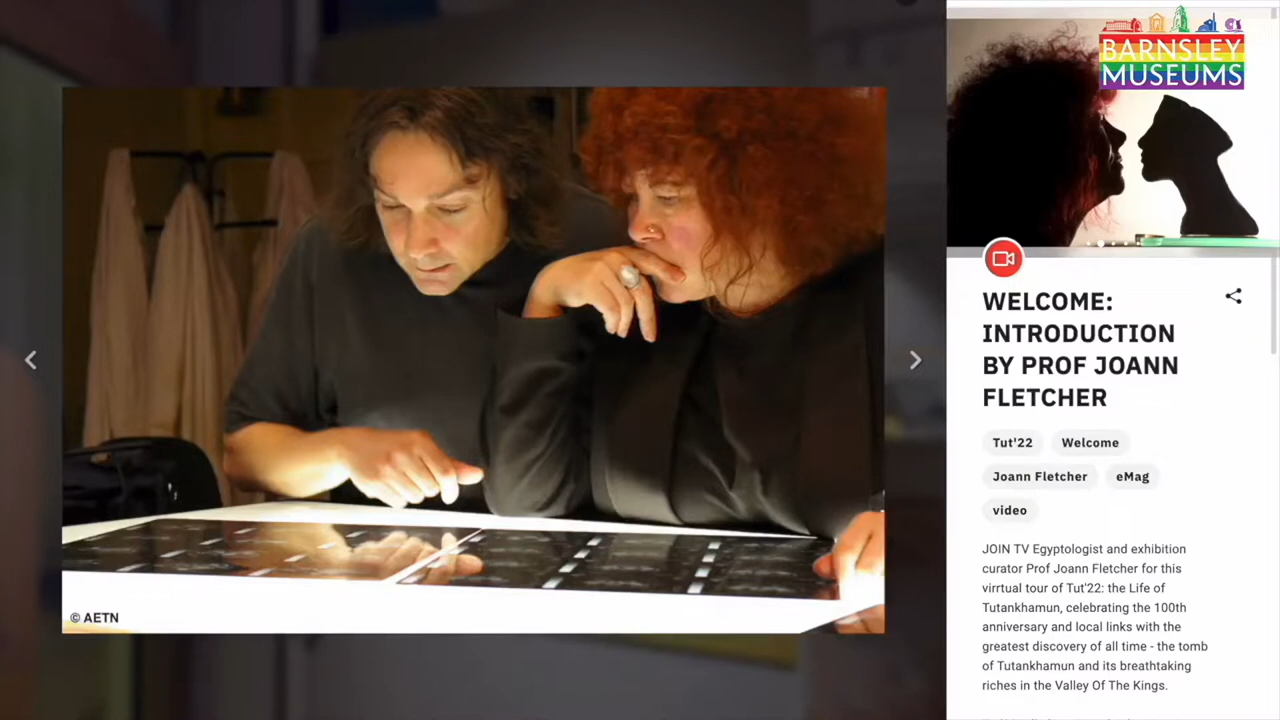 BARNSLEY
MUSEUMS
WELCOME:
INTRODUCTION
BY PROF JOANN
FLETCHER
Tut'22
Welcome
Joann Fletcher
eMag
video
JOIN TV Egyptologist and exhibition
curator Prof Joann Fletcher for this
virrtual tour of Tut'22: the Life of
Tutankhamun, celebrating the 100th
anniversary and local links with the
greatest discovery of all time - the tomb
of Tutankhamun and its breathtaking
riches in the Valley Of The Kings.
© AETN